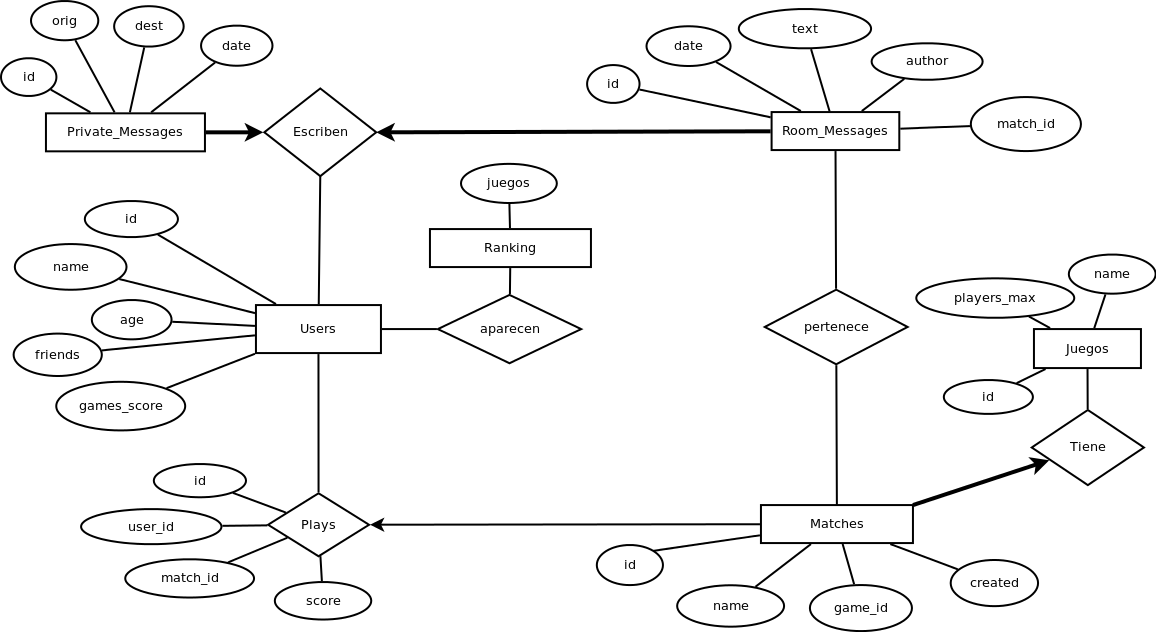 orig
dest
date
id
Private_Messages
Escriben
text
date
author
id
match_id
Room_Messages
juegos
Ranking
aparecen
id
name
age
friends
games_score
Users
pertenece
name
players_max
Juegos
id
Tiene
id
user_id
match_id
score
Plays
Matches
id
name
game_id
created